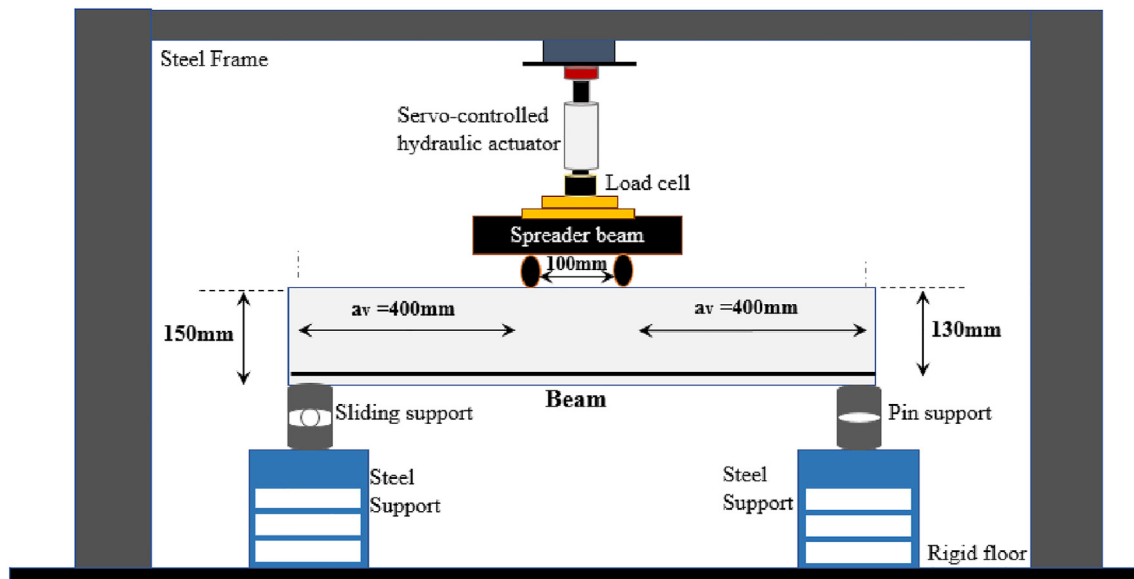 Steel Frame
Servo-controlled
hydraulic actuator
Load cell
Spreader beam
100mm
av =400mm
av =400mm
150mm
130mm
Beam
Sliding support
Pin support
Steel
Support
Steel
Support
Rigid floor